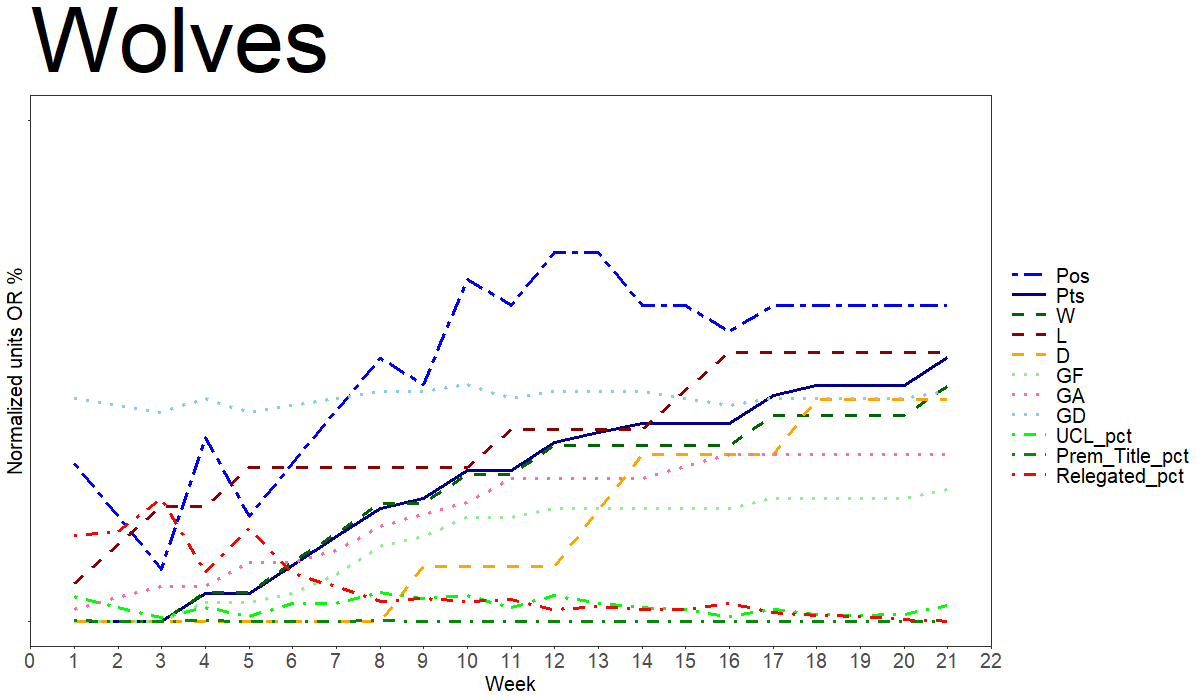 Wolves
Normalized units OR %
Pos
Pts
W
L
D
GF
GA
GD
UCL_pct
Prem_Title_pct
Relegated_pct
0 1 2 3 4 5 6 7 8 9 10 11 12 13 14 15 16 17 18 19 20 21 22
Week